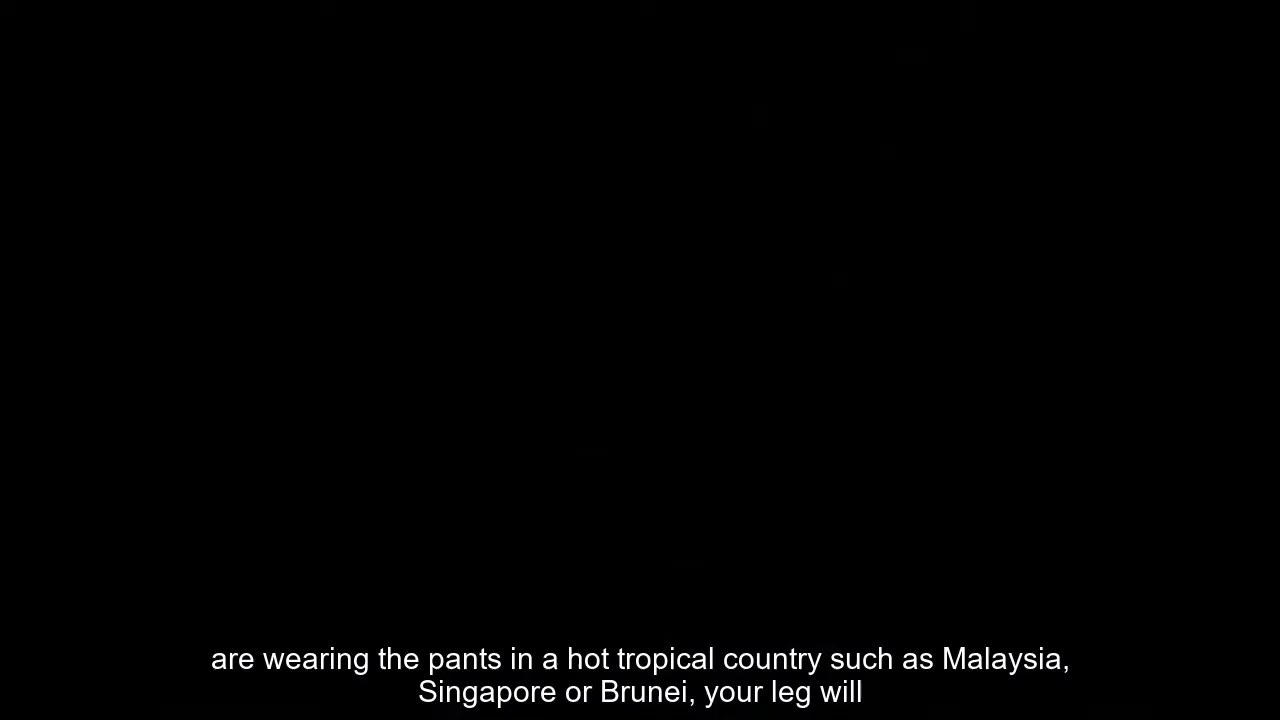 are wearing the pants in a hot tropical country such as Malaysia,
Singapore or Brunei, your leg will